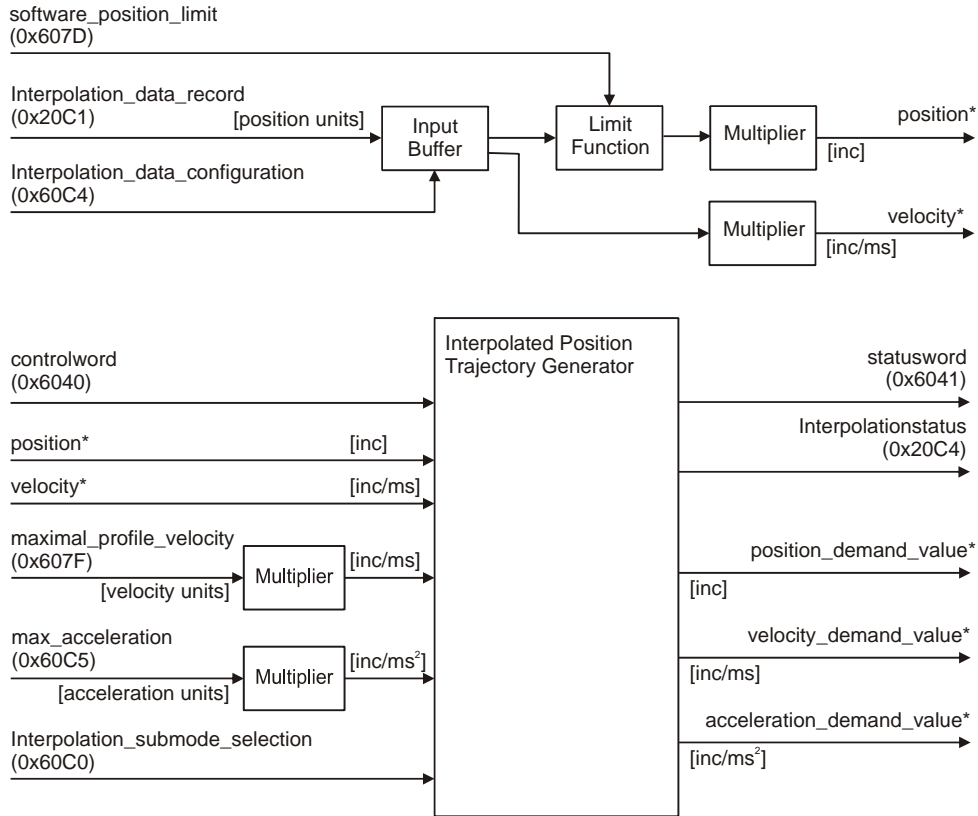 software_position_limit
(0x607D)
Interpolation_data_record
(0x20C1)
[position units]
Input
Buffer
Limit
Function
Multiplier
position*
[inc]
Interpolation_data_configuration
(0x60C4)
Multiplier
velocity*
[inc/ms]
Interpolated Position
Trajectory Generator
controlword
(0x6040)
statusword
(0x6041)
Interpolationstatus
(0x20C4)
position*
[inc]
velocity*
[inc/ms]
maximal_profile_velocity
(0x607F)
[velocity units]
Multiplier
[inc/ms]
position_demand_value*
[inc]
max_acceleration
(0x60C5)
[acceleration units]
Multiplier
[inc/ms²]
velocity_demand_value*
[inc/ms]
acceleration_demand_value*
[inc/ms²]
Interpolation_submode_selection
(0x60C0)